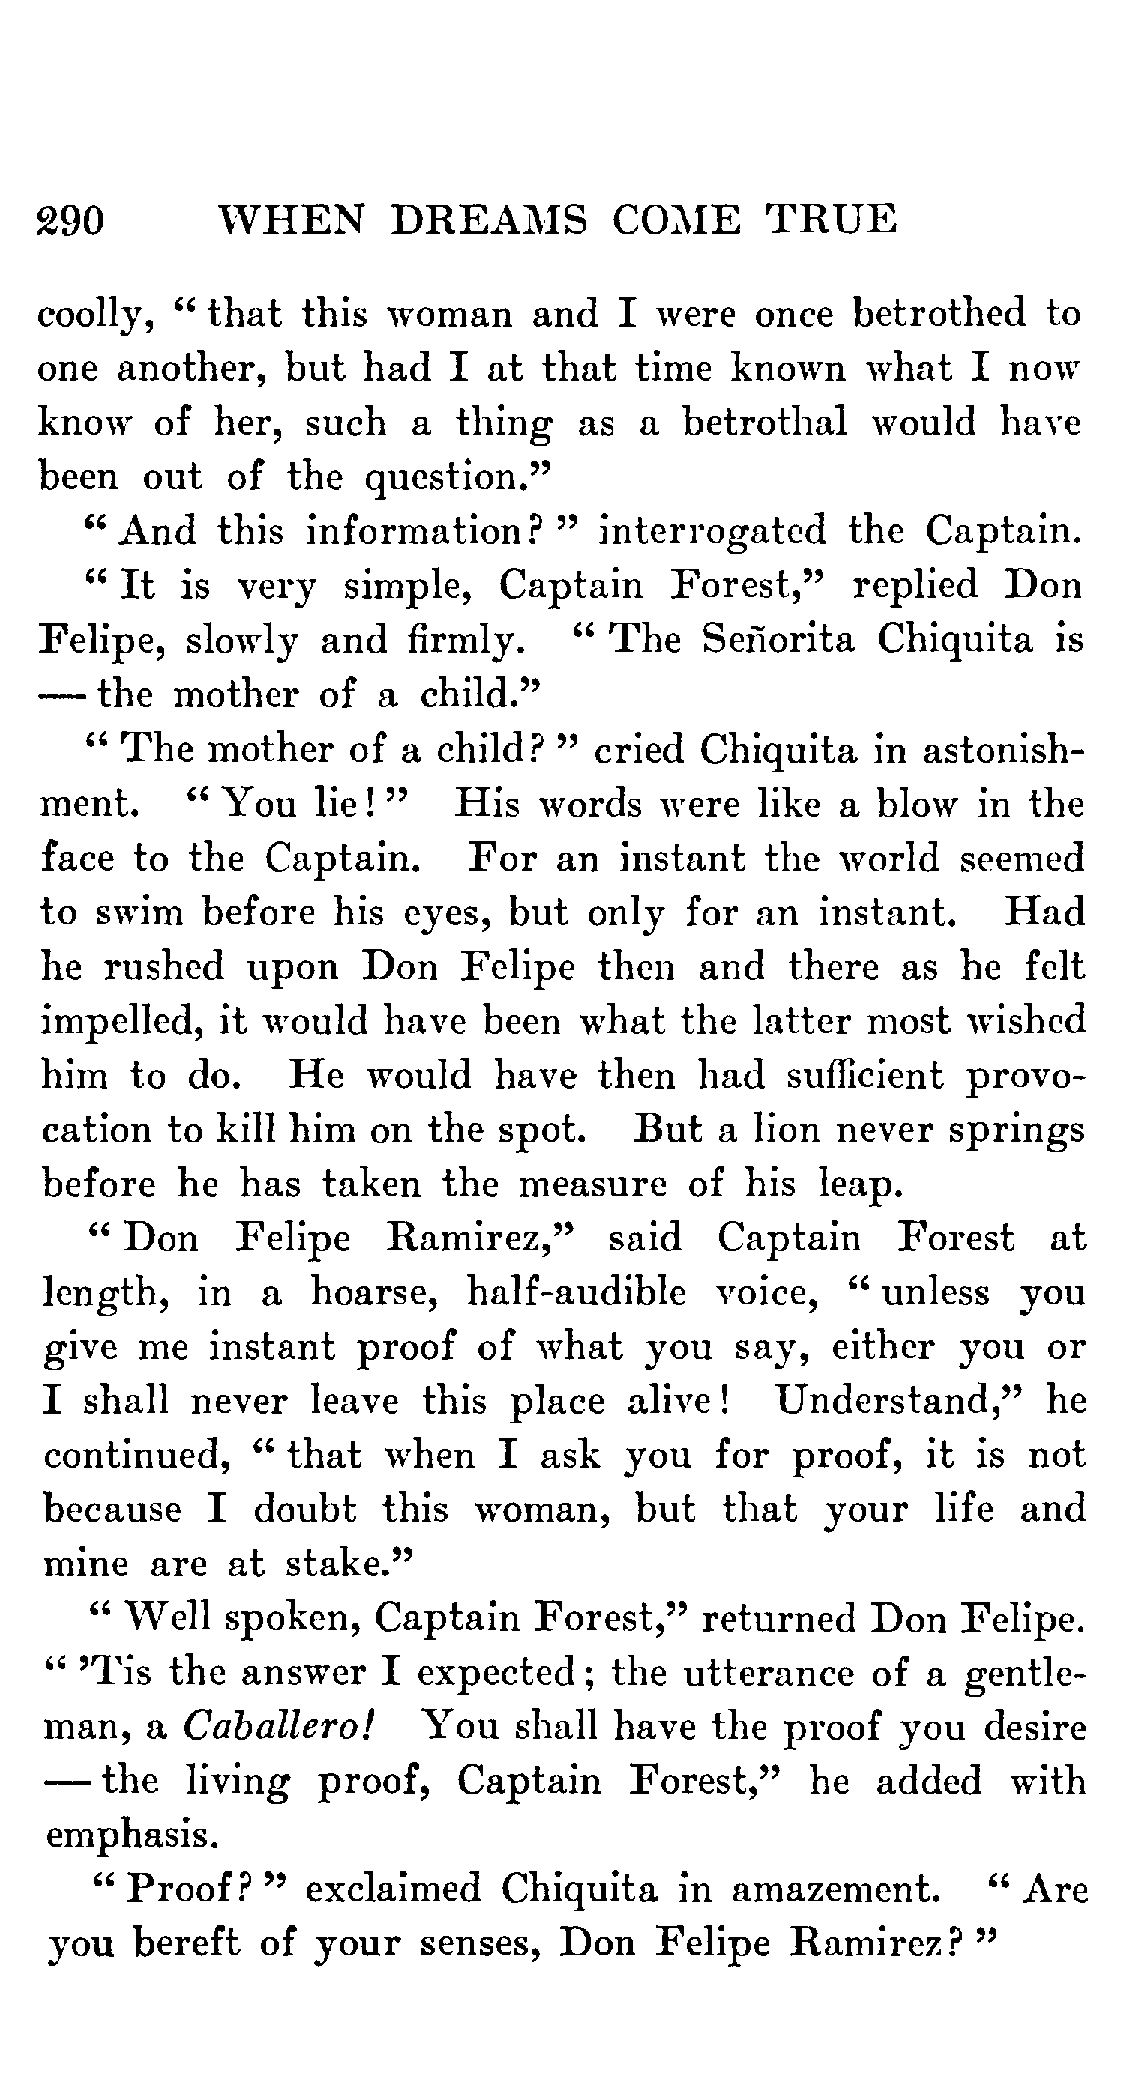 290 WHEN DREAMS COME TRUE
coolly, “ that this woman and I were once betrothed to
one another, but had I at that time known what I now
know of her, such a thing as a betrothal would have
been out of the question.”
“ And this information? ” interrogated the Captain.
“ It is very simple, Captain Forest,” replied Don
Felipe, slowly and firmly. “ The Señorita Chiquita is
— the mother of a child.”
“ The mother of a child? ” cried Chiquita in astonish-
ment. “ You lie! ” His words were like a blow in the
face to the Captain. For an instant the world seemed
to swim before his eyes, but only for an instant. Had
he rushed upon Don Felipe then and there as he felt
impelled, it would have been what the latter most wished
him to do. He would have then had sufficient provo-
cation to kill him on the spot. But a lion never springs
before he has taken the measure of his leap.
“ Don Felipe Ramirez,” said Captain Forest at
length, in a hoarse, half-audible voice, “ unless you
give me instant proof of what you say, either you or
I shall never leave this place alive! Understand,” he
continued, “ that when I ask you for proof, it is not
because I doubt this woman, but that your life and
mine are at stake.”
“ Well spoken, Captain Forest,” returned Don Felipe.
“ ’Tis the answer I expected; the utterance of a gentle-
man, a Caballero! You shall have the proof you desire
— the living proof, Captain Forest,” he added with
emphasis.
“ Proof? ” exclaimed Chiquita in amazement. “ Are
you bereft of your senses, Don Felipe Ramirez? ”